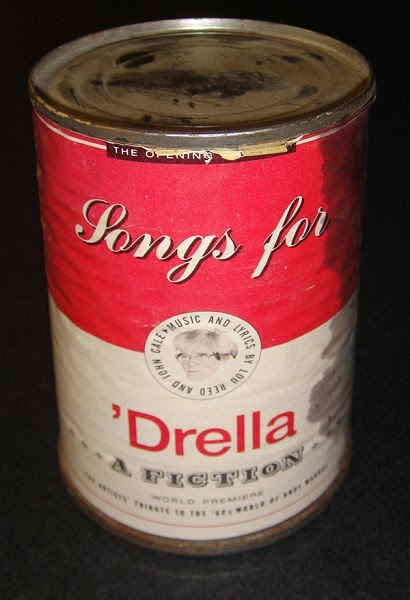 THE OPENING
Songs for
MUSIC AND LYRICS BY LOU REED AND JOHN CALE
'Drella
A FICTION
WORLD PREMIERE
THE ARTISTS' TRIBUTE TO THE '60s WORLD OF ANDY WARHOL